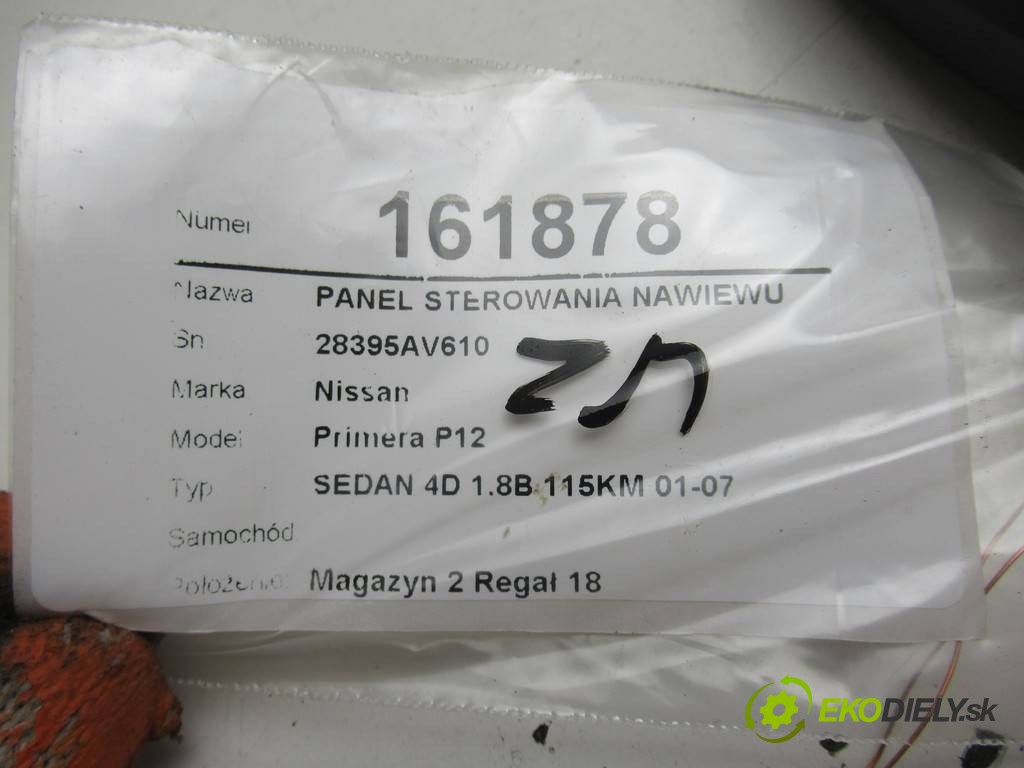 Numer 161878
Nazwa PANEL STEROWANIA NAWIEWU
Sn 28395AV610
Marka Nissan
Model Primera P12
Typ SEDAN 4D 1.8B 115KM 01-07
Samochód
Położenie Magazyn 2 Regał 18
EKODIELY.sk